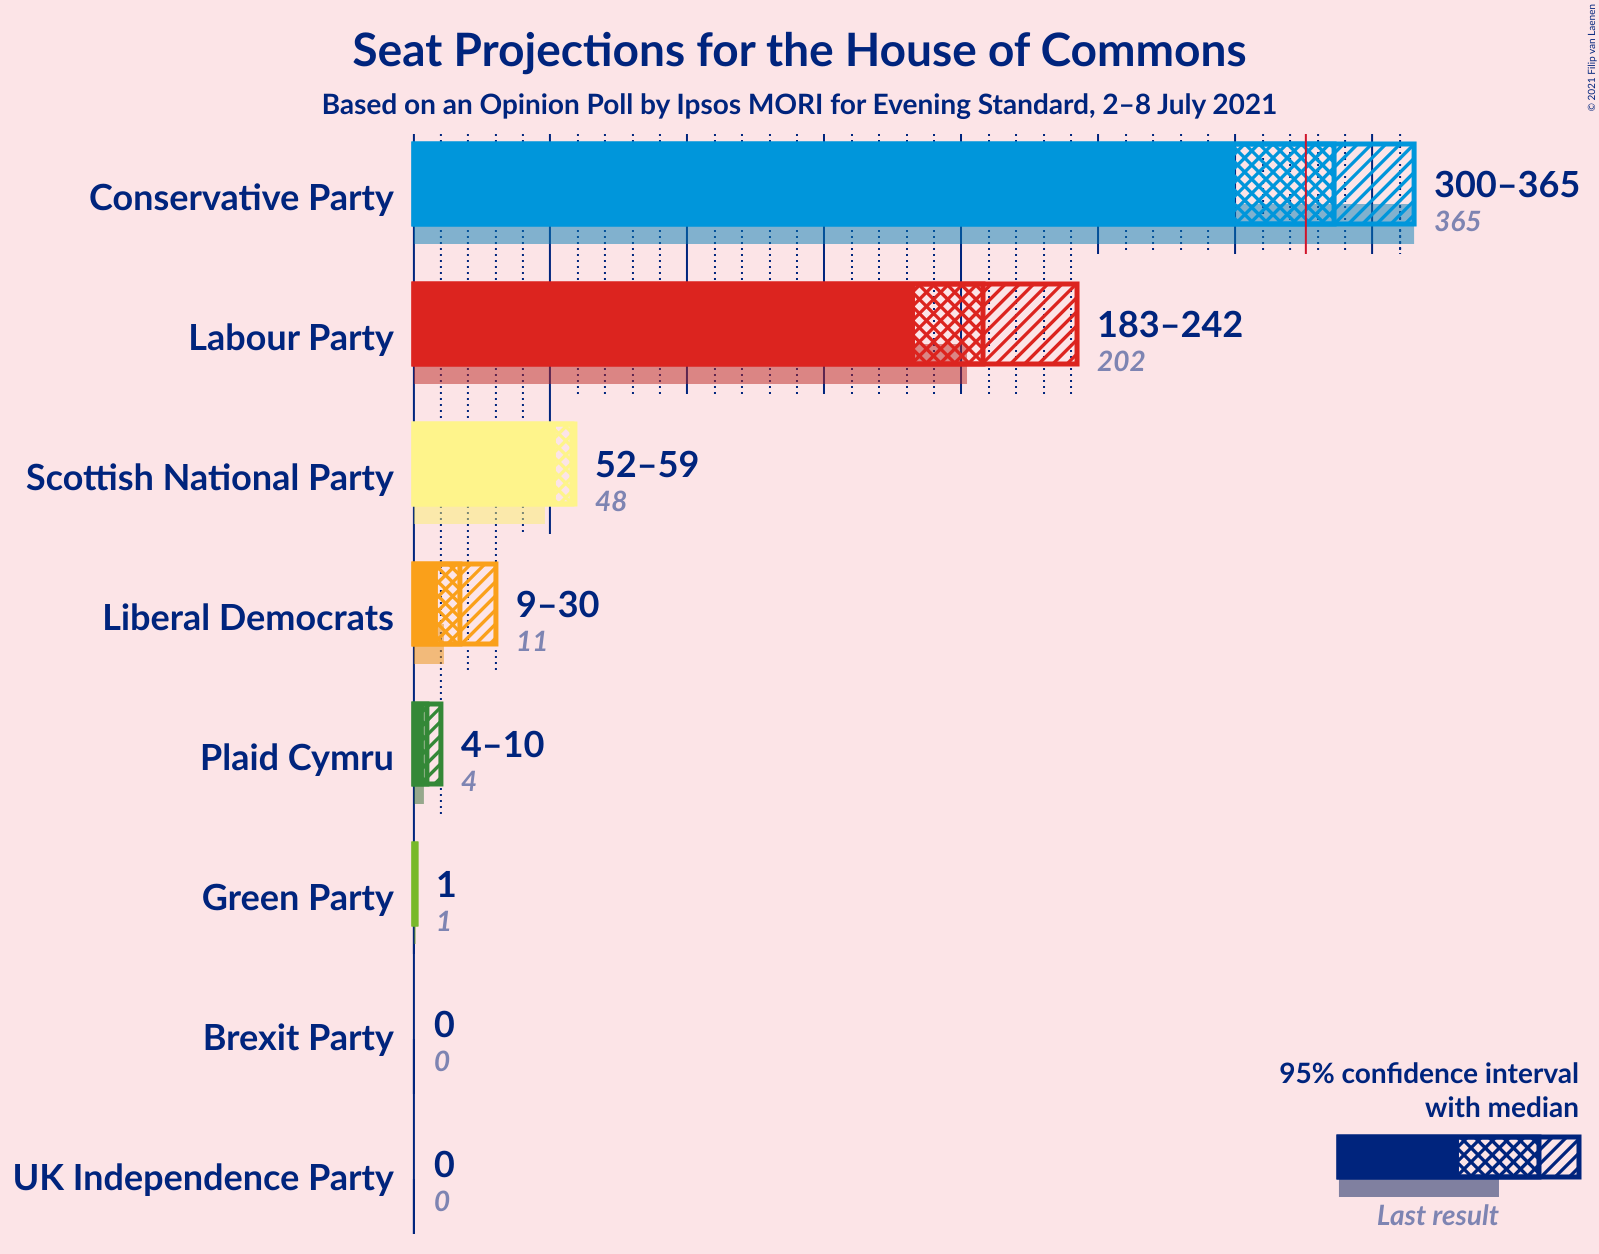 Seat Projections for the House of Commons
Based on an Opinion Poll by Ipsos MORI for Evening Standard, 2–8 July 2021
© 2021 Filip van Laenen
Conservative Party
300–365
365
Labour Party
183–242
202
Scottish National Party
52–59
48
Liberal Democrats
9–30
11
Plaid Cymru
4–10
4
Green Party
1
1
Brexit Party
0
0
UK Independence Party
0
0
95% confidence interval
with median
Last result